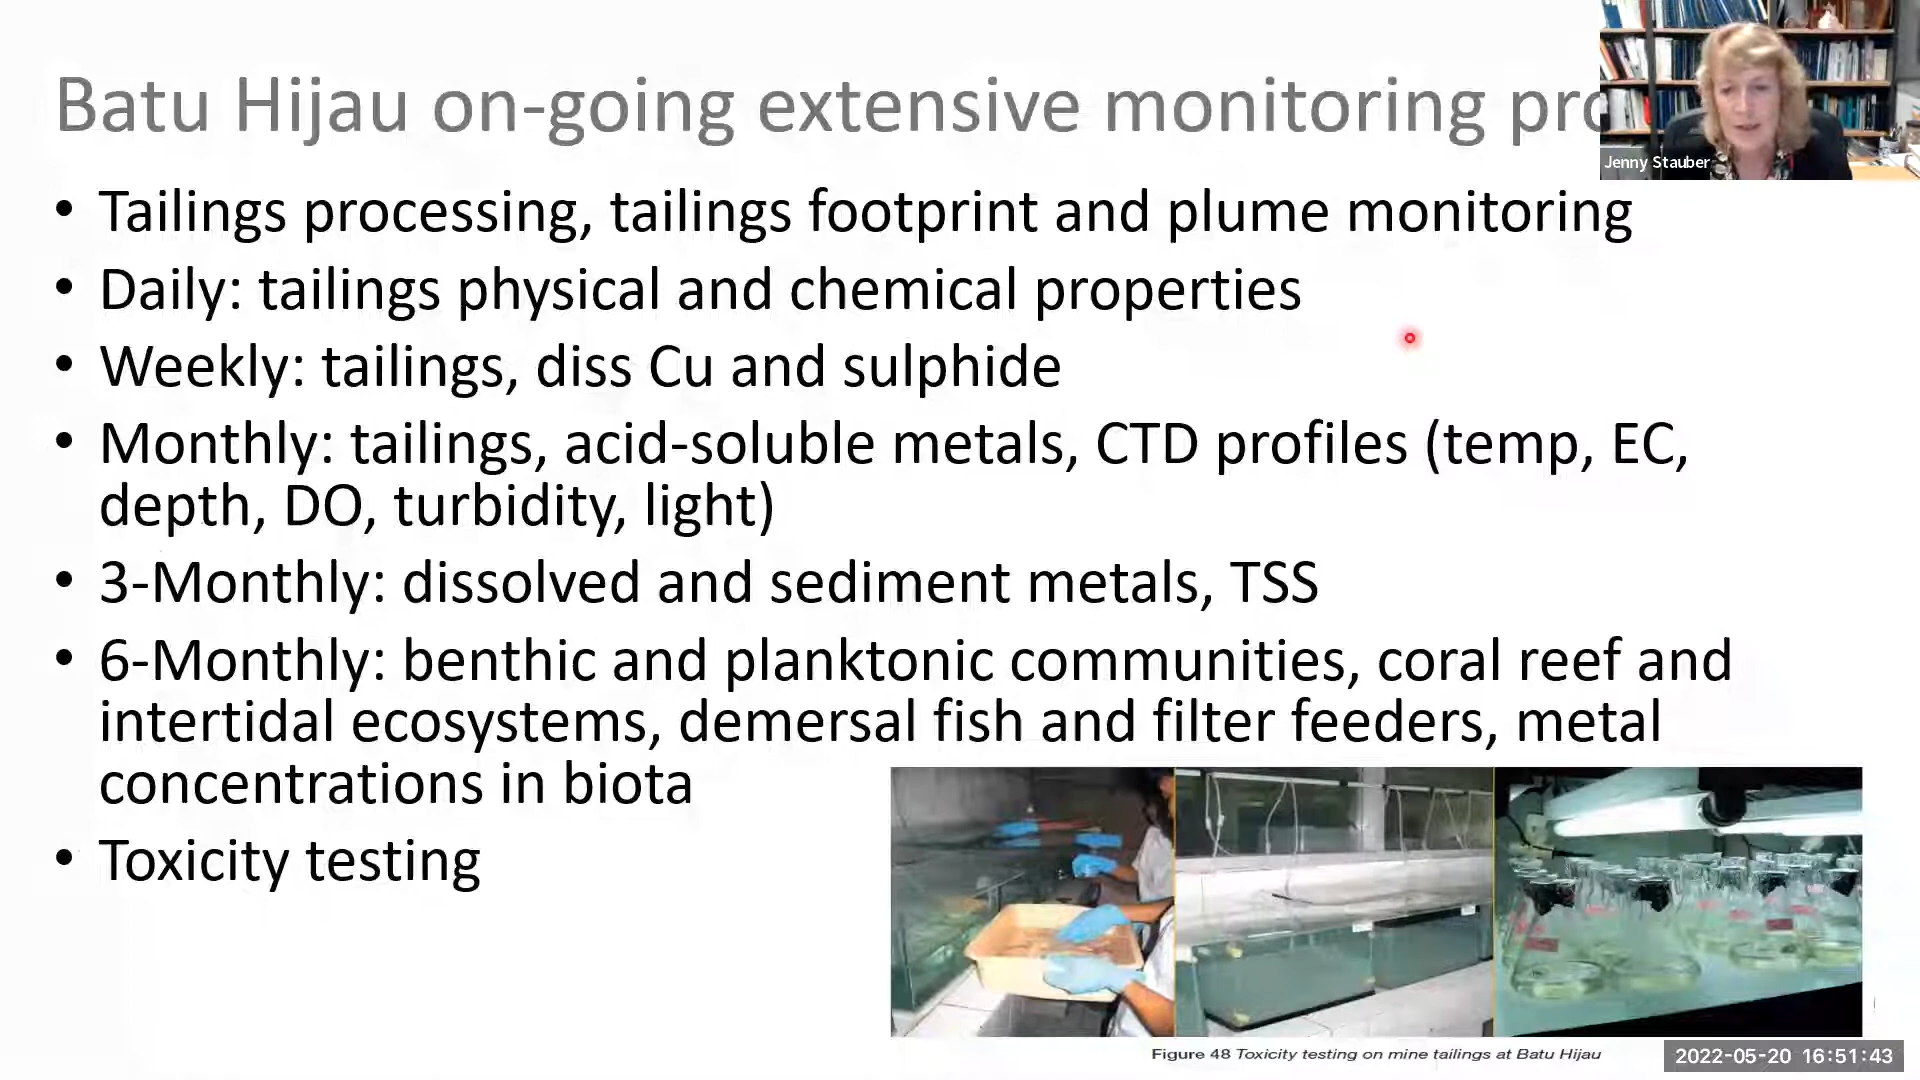 Batu Hijau on-going extensive monitoring pro
Jenny Stauber
• Tailings processing, tailings footprint and plume monitoring
• Daily: tailings physical and chemical properties
• Weekly: tailings, diss Cu and sulphide
• Monthly: tailings, acid-soluble metals, CTD profiles (temp, EC,
depth, DO, turbidity, light)
• 3-Monthly: dissolved and sediment metals, TSS
• 6-Monthly: benthic and planktonic communities, coral reef and
intertidal ecosystems, demersal fish and filter feeders, metal
concentrations in biota
• Toxicity testing
Figure 48 Toxicity testing on mine tailings at Batu Hijau
2022-05-20 16:51:43